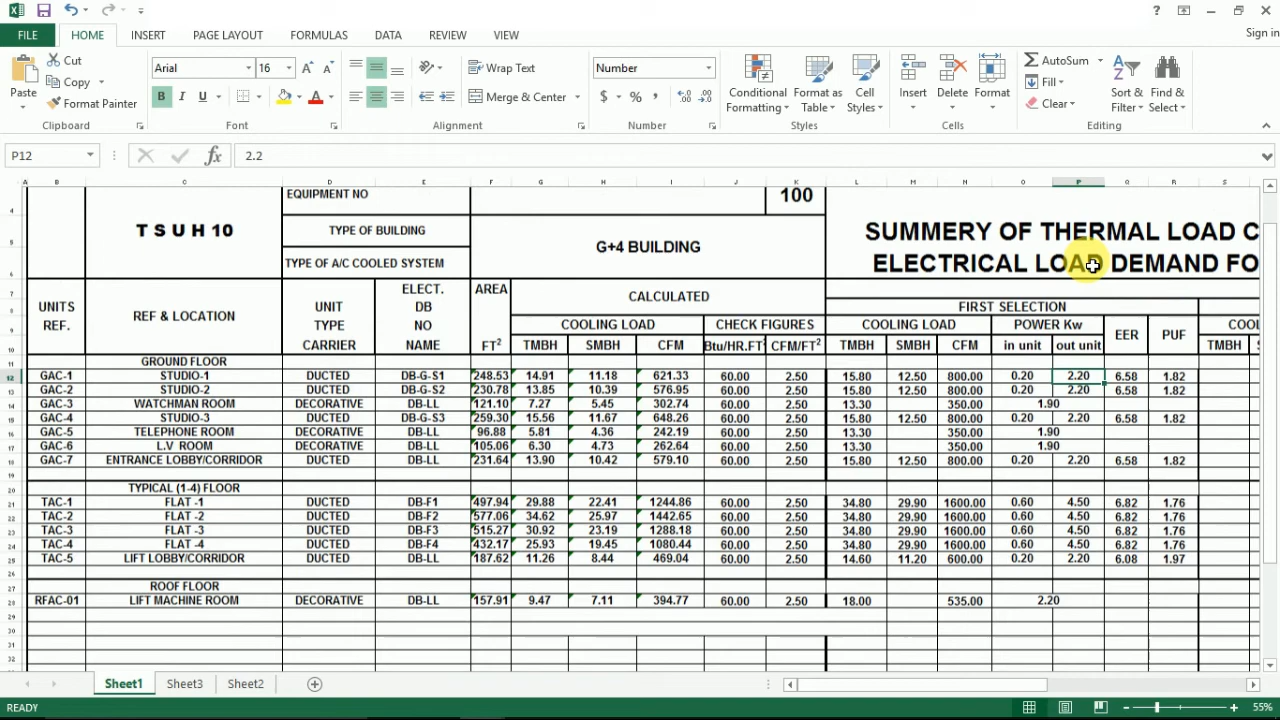 Sign in
FILE HOME INSERT PAGE LAYOUT FORMULAS DATA REVIEW VIEW
Cut
Copy
Format Painter
Paste
Clipboard
Arial 16
B I U A
Font
Wrap Text
Merge & Center
Alignment
Number
$ % ,
Number
Conditional Formatting
Format as Table
Cell Styles
Styles
Insert
Delete
Format
Cells
AutoSum
Fill
Clear
Sort & Filter
Find & Select
Editing
P12 fx 2.2
A B C D E F G H I J K L M N O P Q R S
EQUIPMENT NO 100
T S U H 10
TYPE OF BUILDING
G+4 BUILDING
TYPE OF A/C COOLED SYSTEM
SUMMERY OF THERMAL LOAD C
ELECTRICAL LOAD DEMAND FO
UNITS REF.
REF & LOCATION
UNIT TYPE CARRIER
ELECT. DB NO NAME
AREA FT2
CALCULATED
COOLING LOAD CHECK FIGURES
TMBH SMBH CFM Btu/HR.FT2 CFM/FT2
FIRST SELECTION
COOLING LOAD POWER Kw EER PUF COOL
TMBH SMBH CFM in unit out unit TMBH S
11 GROUND FLOOR
12 GAC-1 STUDIO-1 DUCTED DB-G-S1 248.53 14.91 11.18 621.33 60.00 2.50 15.80 12.50 800.00 0.20 2.20 6.58 1.82
13 GAC-2 STUDIO-2 DUCTED DB-G-S2 230.78 13.85 10.39 576.95 60.00 2.50 15.80 12.50 800.00 0.20 2.20 6.58 1.82
14 GAC-3 WATCHMAN ROOM DECORATIVE DB-LL 121.10 7.27 5.45 302.74 60.00 2.50 13.30 350.00 1.90
15 GAC-4 STUDIO-3 DUCTED DB-G-S3 259.30 15.56 11.67 648.26 60.00 2.50 15.80 12.50 800.00 0.20 2.20 6.58 1.82
16 GAC-5 TELEPHONE ROOM DECORATIVE DB-LL 96.88 5.81 4.36 242.19 60.00 2.50 13.30 350.00 1.90
17 GAC-6 L.V ROOM DECORATIVE DB-LL 105.06 6.30 4.73 262.64 60.00 2.50 13.30 350.00 1.90
18 GAC-7 ENTRANCE LOBBY/CORRIDOR DUCTED DB-LL 231.64 13.90 10.42 579.10 60.00 2.50 15.80 12.50 800.00 0.20 2.20 6.58 1.82
19
20 TYPICAL (1-4) FLOOR
21 TAC-1 FLAT -1 DUCTED DB-F1 497.94 29.88 22.41 1244.86 60.00 2.50 34.80 29.90 1600.00 0.60 4.50 6.82 1.76
22 TAC-2 FLAT -2 DUCTED DB-F2 577.06 34.62 25.97 1442.65 60.00 2.50 34.80 29.90 1600.00 0.60 4.50 6.82 1.76
23 TAC-3 FLAT -3 DUCTED DB-F3 515.27 30.92 23.19 1288.18 60.00 2.50 34.80 29.90 1600.00 0.60 4.50 6.82 1.76
24 TAC-4 FLAT -4 DUCTED DB-F4 432.17 25.93 19.45 1080.44 60.00 2.50 34.80 29.90 1600.00 0.60 4.50 6.82 1.76
25 TAC-5 LIFT LOBBY/CORRIDOR DUCTED DB-LL 187.62 11.26 8.44 469.04 60.00 2.50 14.60 11.20 600.00 0.20 2.20 6.08 1.97
26
27 ROOF FLOOR
28 RFAC-01 LIFT MACHINE ROOM DECORATIVE DB-LL 157.91 9.47 7.11 394.77 60.00 2.50 18.00 535.00 2.20
29
30
31
32
Sheet1 Sheet3 Sheet2
READY 55%